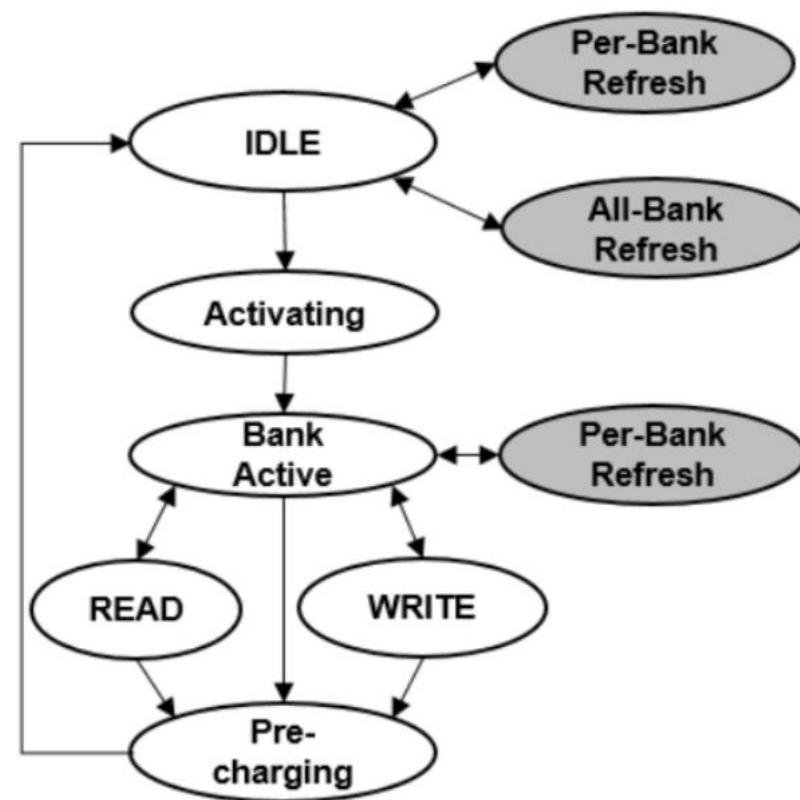 Per-Bank
Refresh
IDLE
All-Bank
Refresh
Activating
Bank
Active
Per-Bank
Refresh
READ
WRITE
Pre-
charging